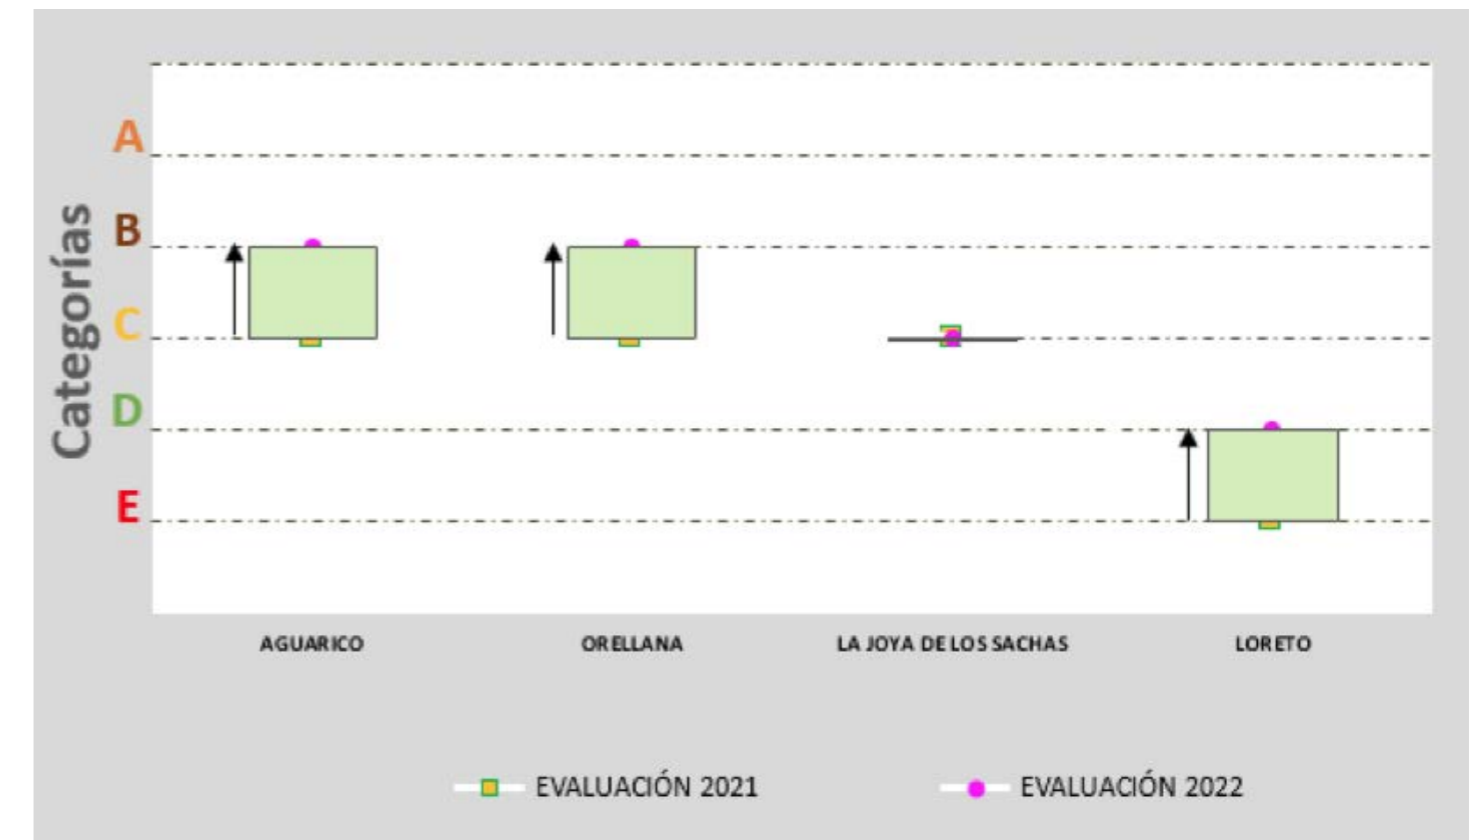 Categorías
A
B
C
D
E
AGUARICO
ORELLANA
LA JOYA DE LOS SACHAS
LORETO
EVALUACIÓN 2021
EVALUACIÓN 2022